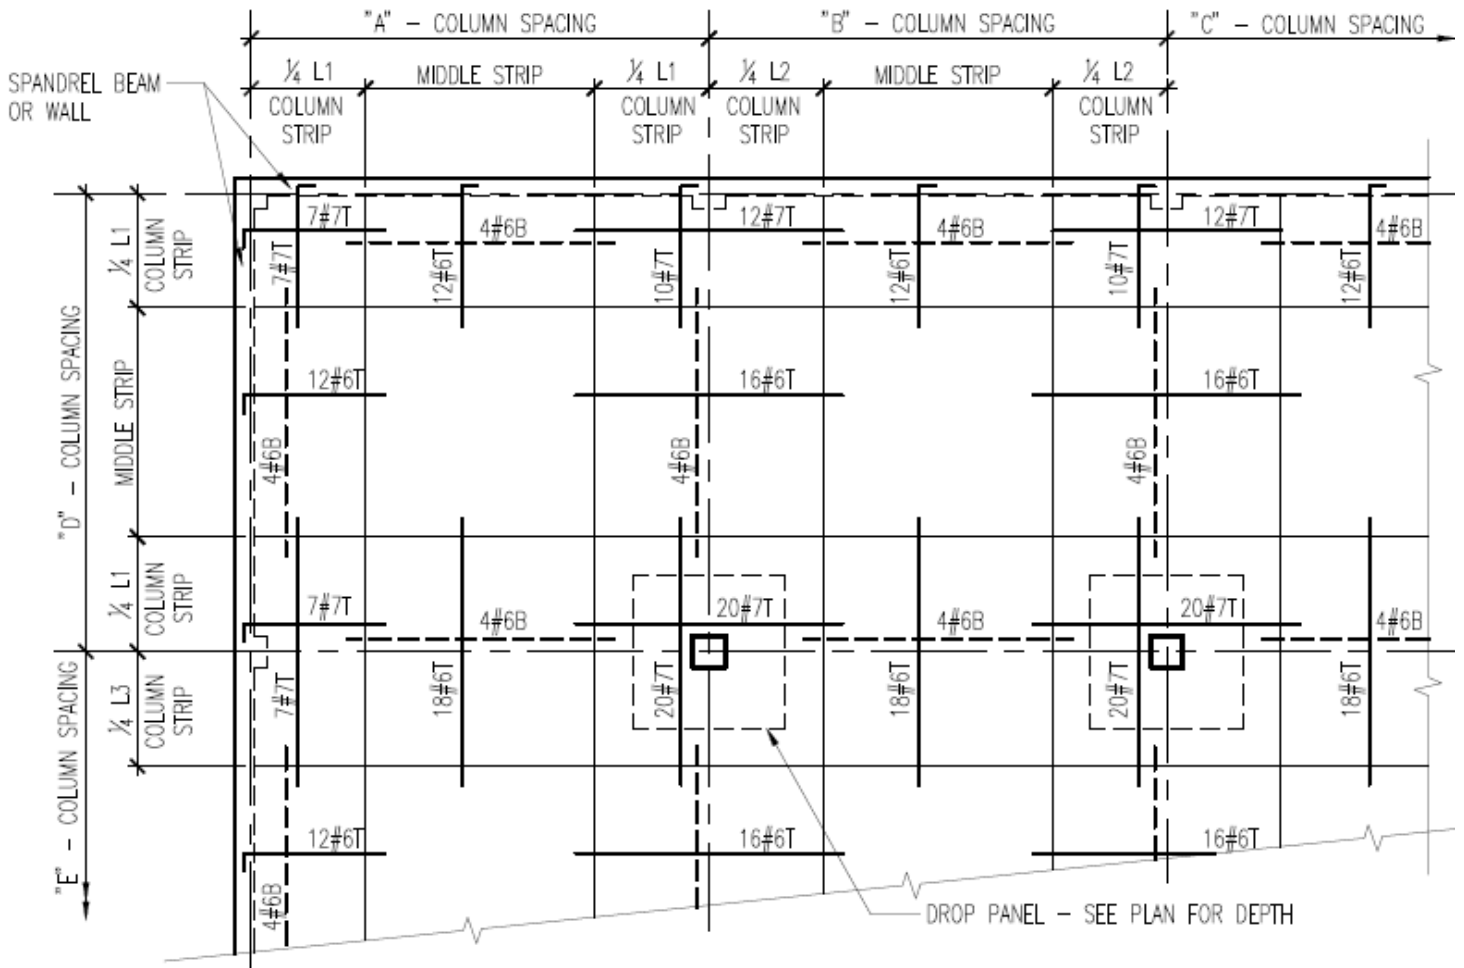 "A" – COLUMN SPACING
"B" – COLUMN SPACING
"C" – COLUMN SPACING
SPANDREL BEAM
OR WALL
¼ L1
COLUMN
STRIP
MIDDLE STRIP
¼ L1
COLUMN
STRIP
¼ L2
COLUMN
STRIP
MIDDLE STRIP
¼ L2
COLUMN
STRIP
"D" – COLUMN SPACING
"E" – COLUMN SPACING
¼ L1
COLUMN
STRIP
MIDDLE STRIP
¼ L1
COLUMN
STRIP
¼ L3
COLUMN
STRIP
7#7T
4#6B
12#7T
4#6B
12#7T
4#6B
7#7T
12#6T
10#7T
12#6T
10#7T
12#6T
12#6T
16#6T
16#6T
4#6B
4#6B
4#6B
7#7T
4#6B
20#7T
4#6B
20#7T
4#6B
7#7T
18#6T
20#7T
18#6T
20#7T
18#6T
12#6T
16#6T
16#6T
4#6B
DROP PANEL – SEE PLAN FOR DEPTH